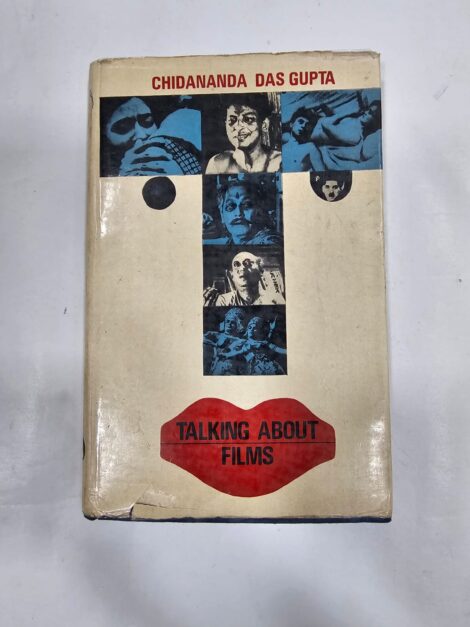 CHIDANANDA DAS GUPTA
TALKING ABOUT
FILMS